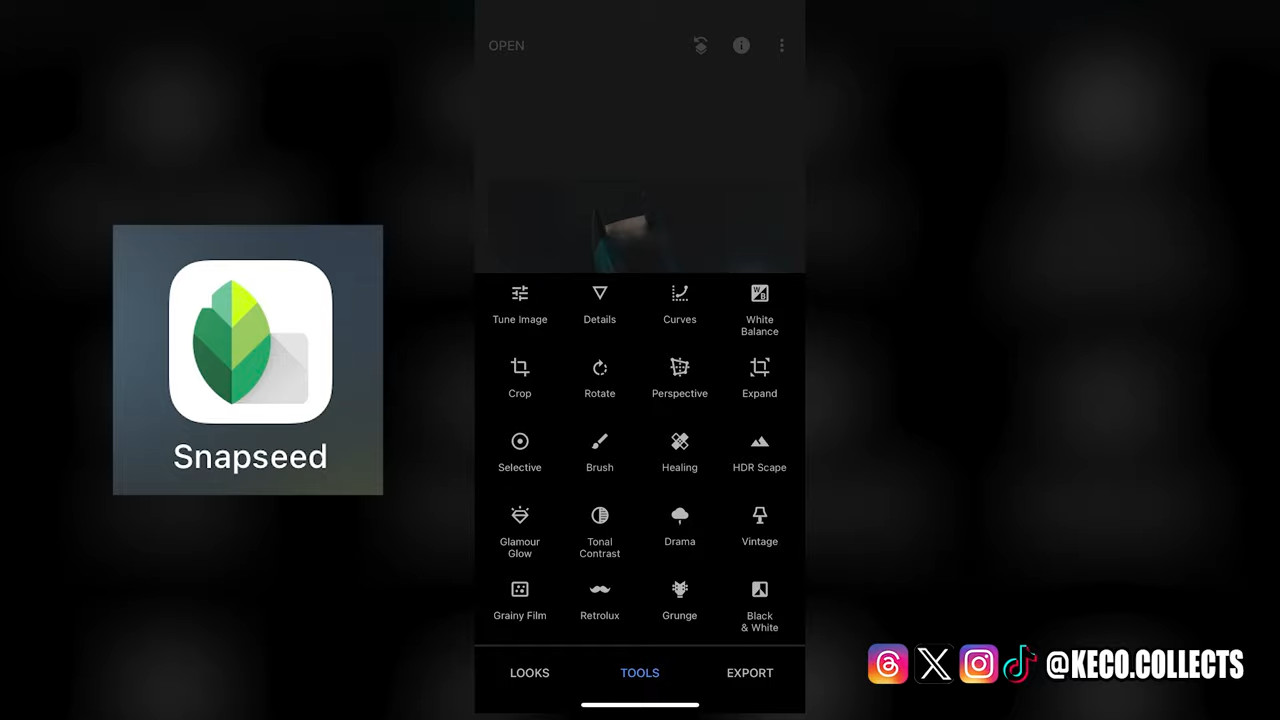 OPEN
Tune Image
Details
Curves
White
Balance
Crop
Rotate
Perspective
Expand
Selective
Brush
Healing
HDR Scape
Glamour
Glow
Tonal
Contrast
Drama
Vintage
Grainy Film
Retrolux
Grunge
Black
& White
LOOKS
TOOLS
EXPORT
Snapseed
@KECO.COLLECTS